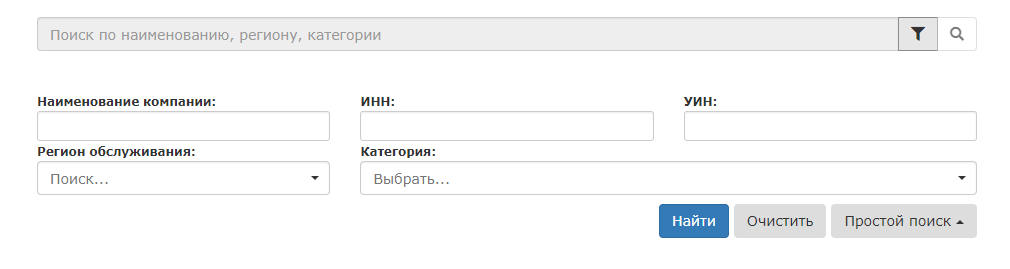 Поиск по наименованию, региону, категории
Наименование компании: ИНН: УИН:
Регион обслуживания: Категория:
Поиск... Выбрать...
Найти Очистить Простой поиск